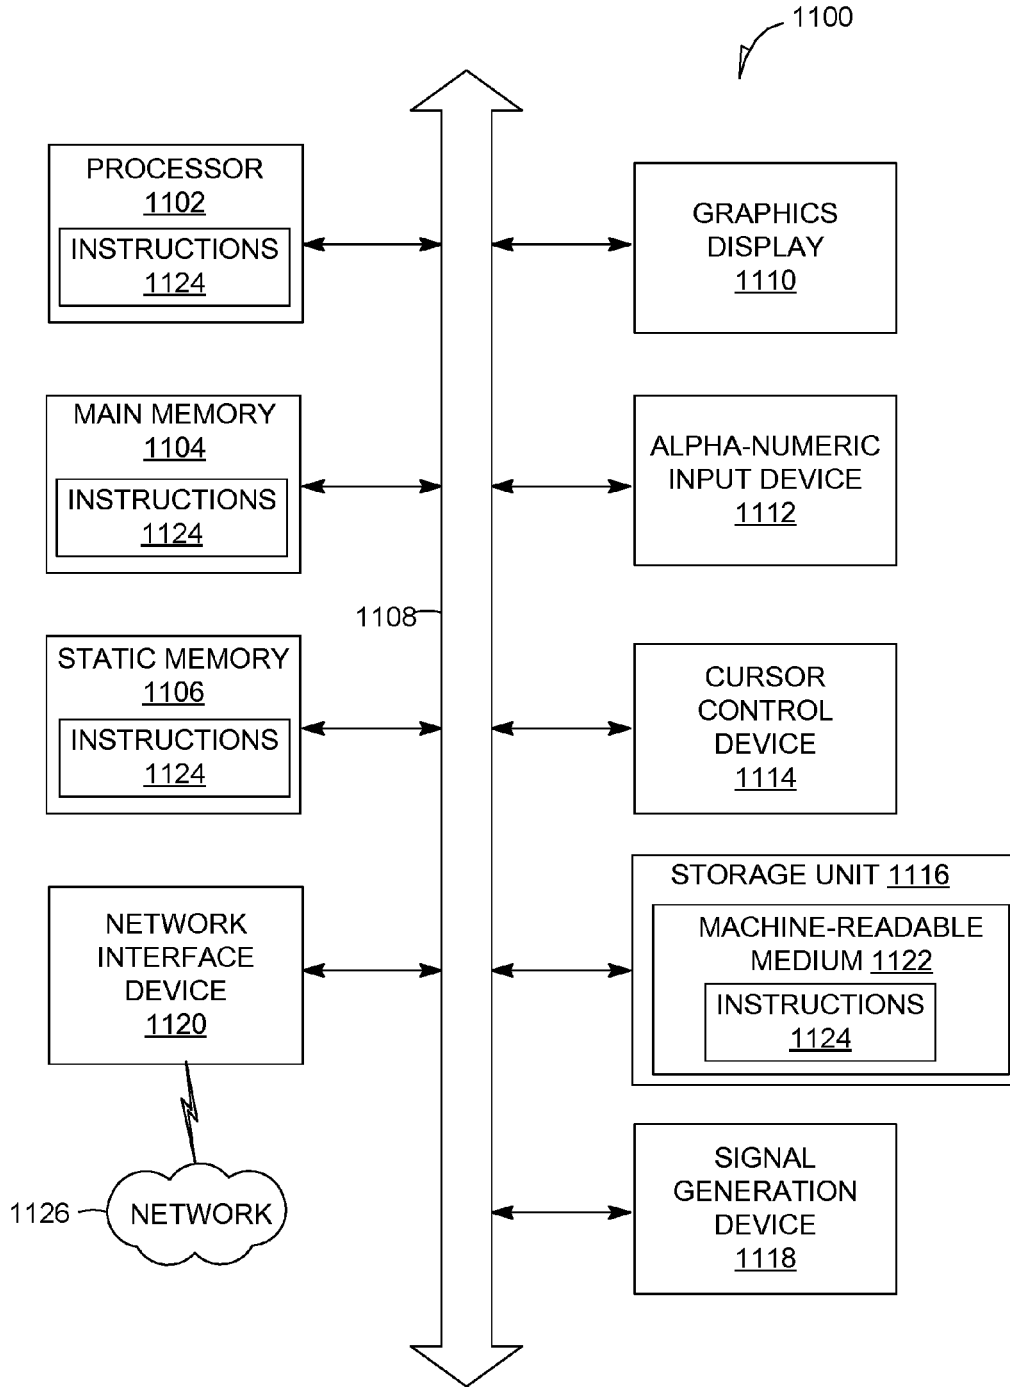 1100
PROCESSOR
1102
INSTRUCTIONS
1124
MAIN MEMORY
1104
INSTRUCTIONS
1124
1108
STATIC MEMORY
1106
INSTRUCTIONS
1124
NETWORK
INTERFACE
DEVICE
1120
1126
NETWORK
GRAPHICS
DISPLAY
1110
ALPHA-NUMERIC
INPUT DEVICE
1112
CURSOR
CONTROL
DEVICE
1114
STORAGE UNIT 1116
MACHINE-READABLE
MEDIUM 1122
INSTRUCTIONS
1124
SIGNAL
GENERATION
DEVICE
1118